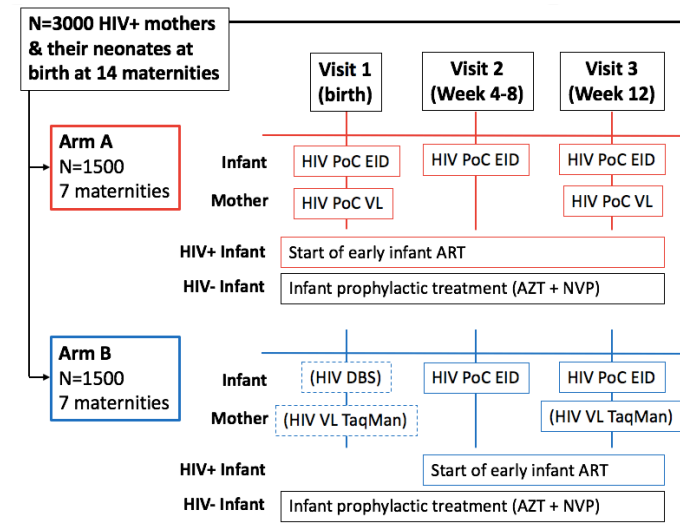 N=3000 HIV+ mothers
& their neonates at
birth at 14 maternities
Visit 1
(birth)
Visit 2
(Week 4-8)
Visit 3
(Week 12)
Arm A
N=1500
7 maternities
Infant
HIV PoC EID
HIV PoC EID
HIV PoC EID
Mother
HIV PoC VL
HIV PoC VL
HIV+ Infant
Start of early infant ART
HIV- Infant
Infant prophylactic treatment (AZT + NVP)
Arm B
N=1500
7 maternities
Infant
(HIV DBS)
HIV PoC EID
HIV PoC EID
Mother
(HIV VL TaqMan)
(HIV VL TaqMan)
HIV+ Infant
Start of early infant ART
HIV- Infant
Infant prophylactic treatment (AZT + NVP)